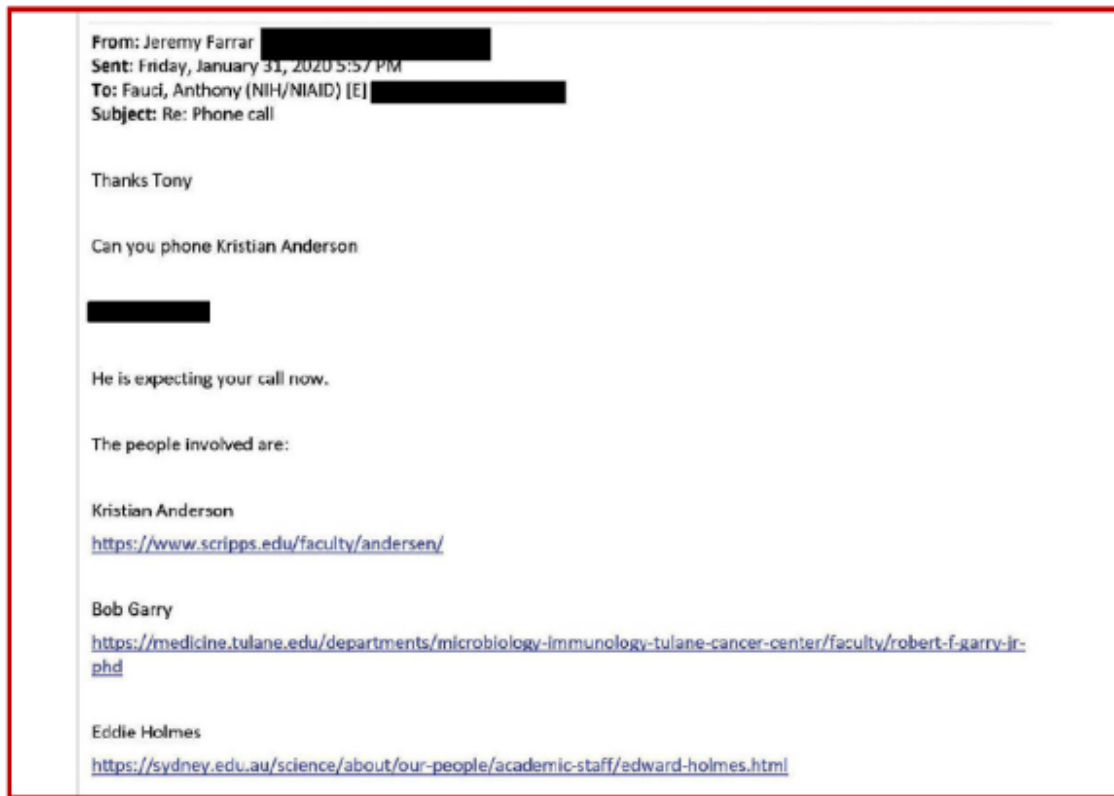 From: Jeremy Farrar
Sent: Friday, January 31, 2020 5:57 PM
To: Fauci, Anthony (NIH/NIAID) [E]
Subject: Re: Phone call
Thanks Tony
Can you phone Kristian Anderson
He is expecting your call now.
The people involved are:
Kristian Anderson
https://www.scripps.edu/faculty/andersen/
Bob Garry
https://medicine.tulane.edu/departments/microbiology-immunology-tulane-cancer-center/faculty/robert-f-garry-jr-
phd
Eddie Holmes
https://sydney.edu.au/science/about/our-people/academic-staff/edward-holmes.html